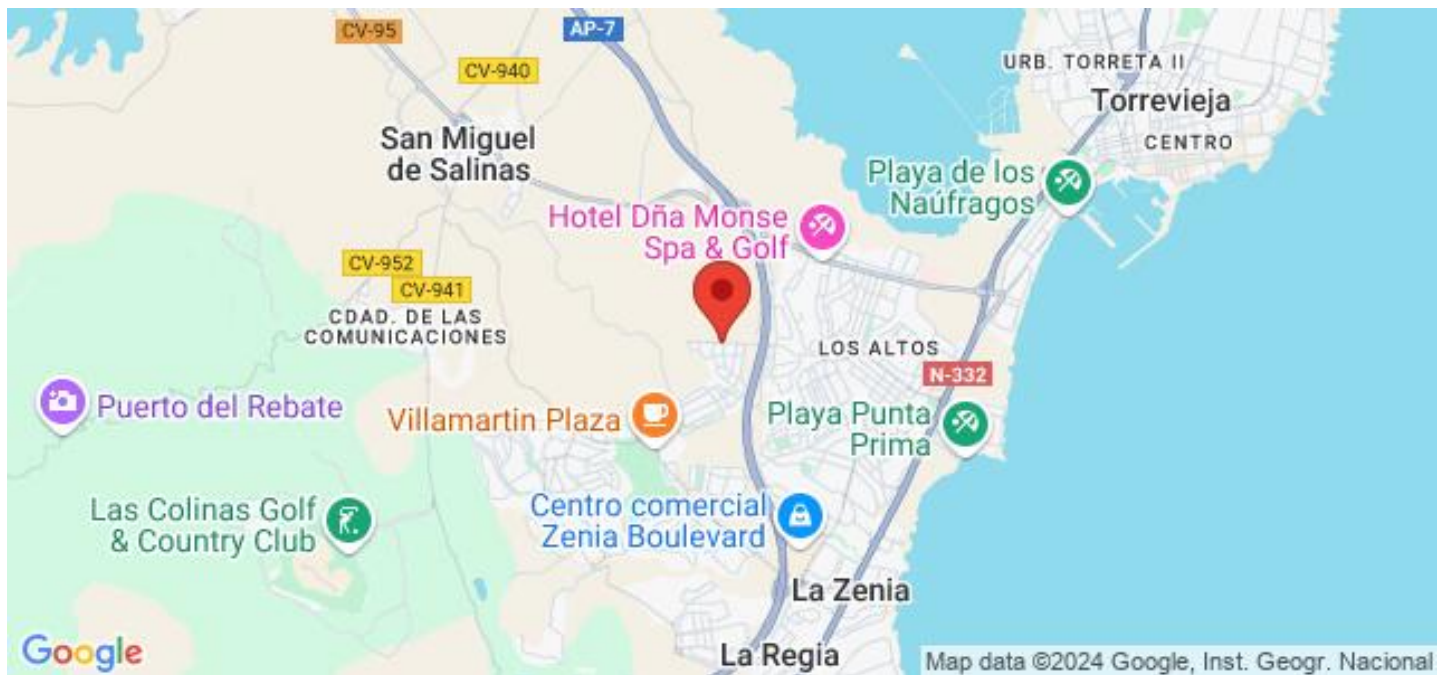 CV-95
AP-7
CV-940
URB. TORRETA II
Torrevieja
CENTRO
San Miguel
de Salinas
Playa de los
Naúfragos
Hotel Dña Monse
Spa & Golf
CV-952
CV-941
CDAD. DE LAS
COMUNICACIONES
LOS ALTOS
N-332
Puerto del Rebate
Villamartin Plaza
Playa Punta
Prima
Las Colinas Golf
& Country Club
Centro comercial
Zenia Boulevard
La Zenia
La Regia
Google
Map data ©2024 Google, Inst. Geogr. Nacional